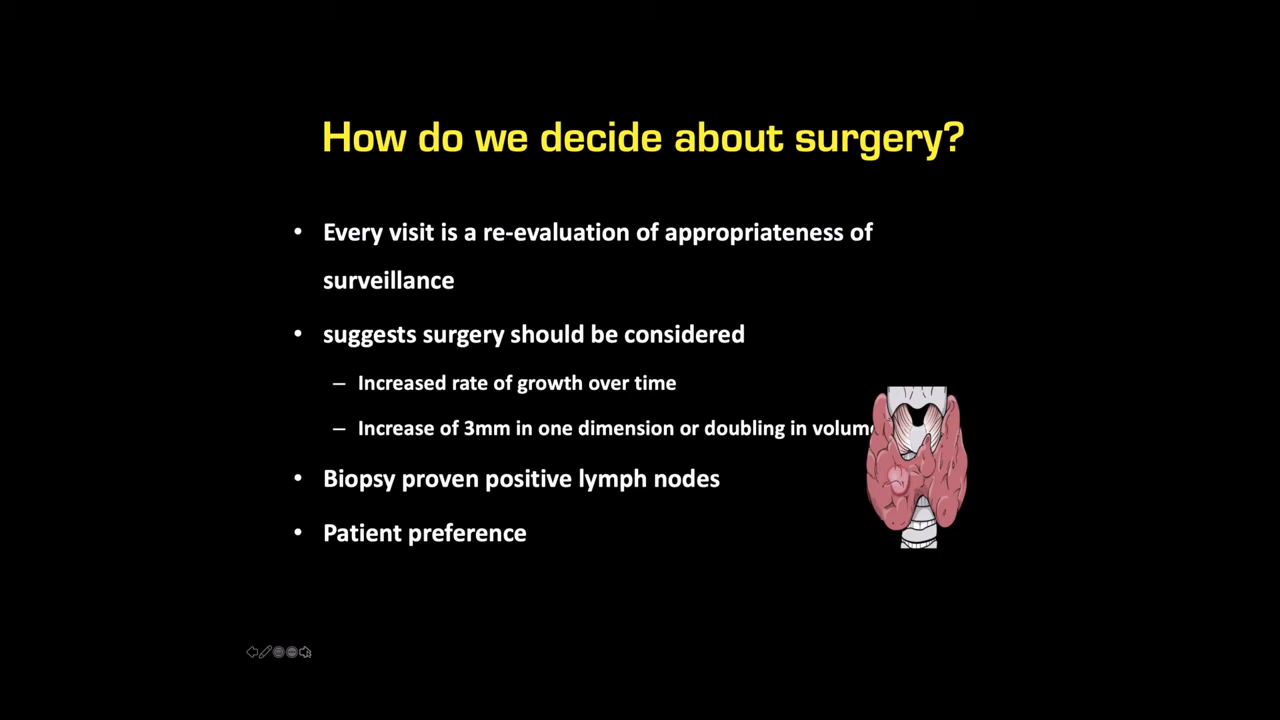 How do we decide about surgery?
• Every visit is a re-evaluation of appropriateness of
surveillance
• suggests surgery should be considered
– Increased rate of growth over time
– Increase of 3mm in one dimension or doubling in volume
• Biopsy proven positive lymph nodes
• Patient preference